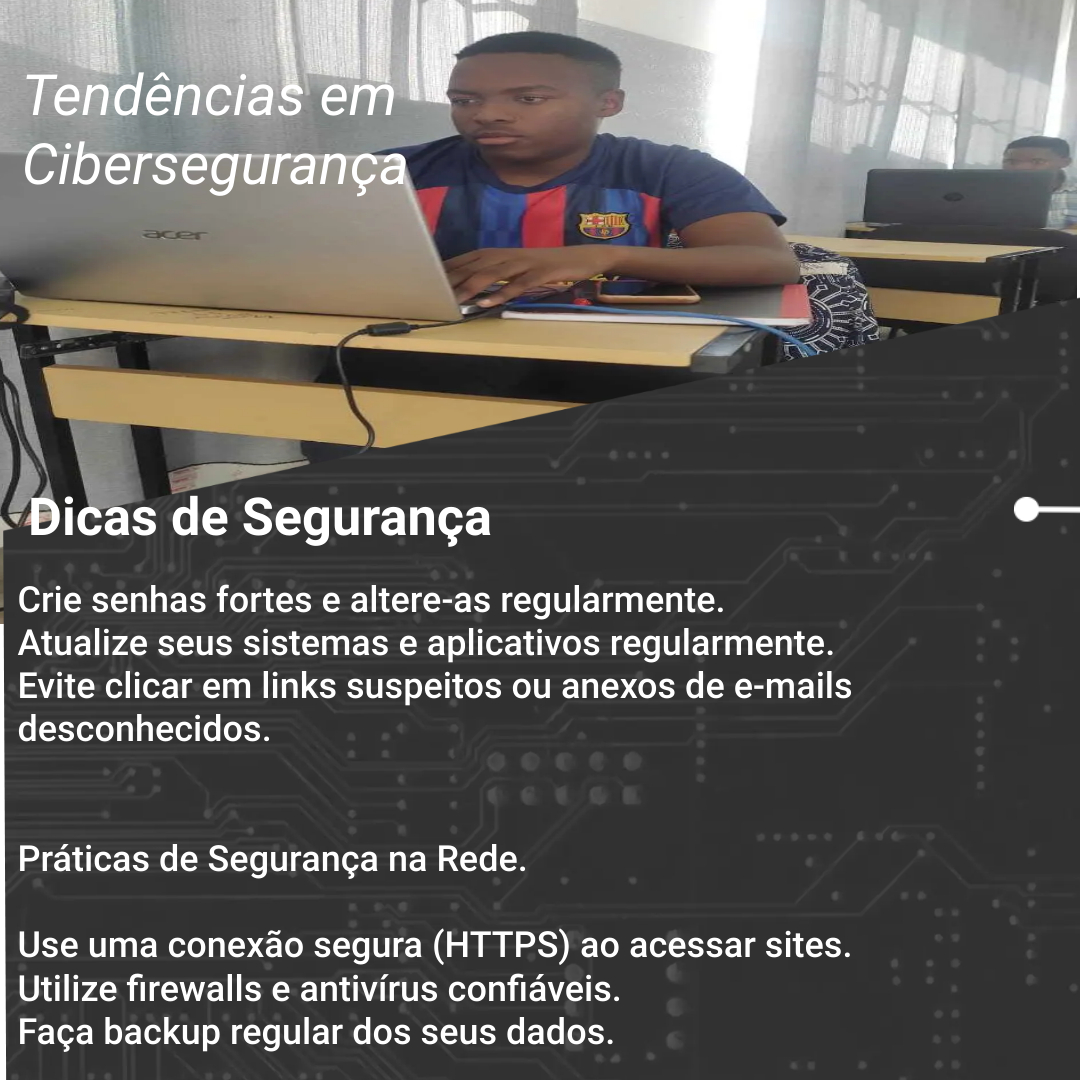 Tendências em
Cibersegurança
acer
Dicas de Segurança
Crie senhas fortes e altere-as regularmente.
Atualize seus sistemas e aplicativos regularmente.
Evite clicar em links suspeitos ou anexos de e-mails
desconhecidos.
Práticas de Segurança na Rede.
Use uma conexão segura (HTTPS) ao acessar sites.
Utilize firewalls e antivírus confiáveis.
Faça backup regular dos seus dados.